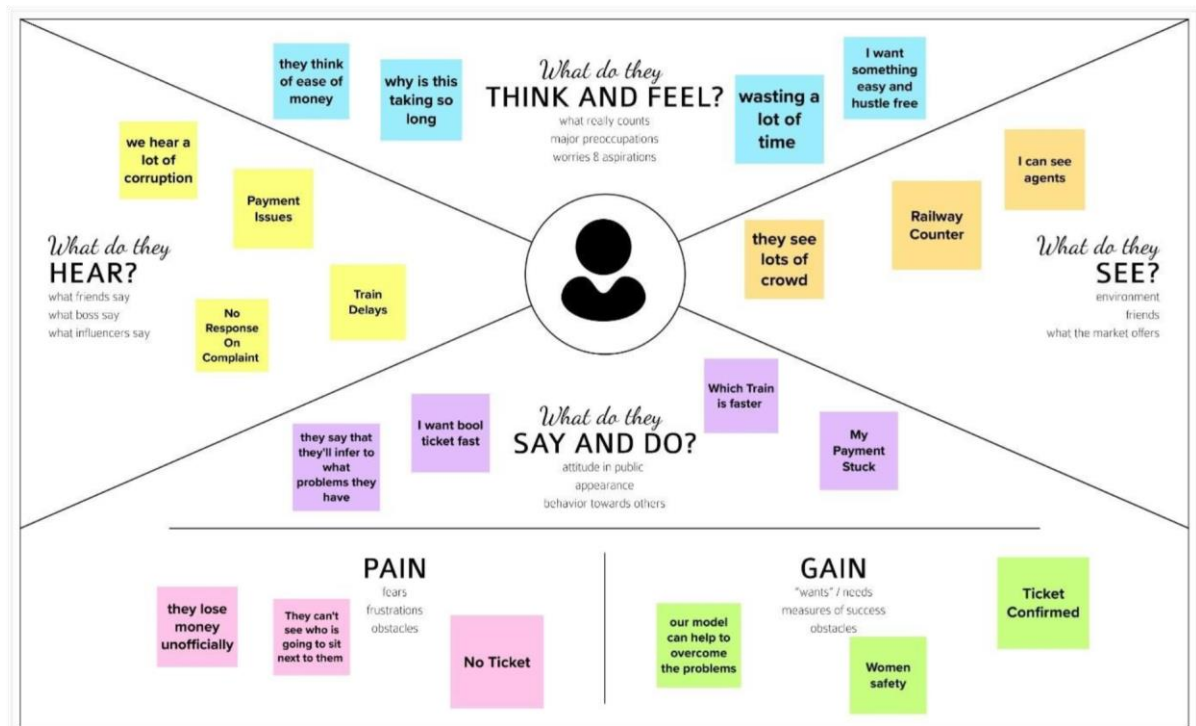 What do they
THINK AND FEEL?
what really counts
major preoccupations
worries & aspirations
they think
of ease of
money
why is this
taking so
long
wasting a
lot of
time
I want
something
easy and
hustle free
What do they
HEAR?
what friends say
what boss say
what influencers say
we hear a
lot of
corruption
Payment
Issues
Train
Delays
No
Response
On
Complaint
What do they
SEE?
environment
friends
what the market offers
they see
lots of
crowd
Railway
Counter
I can see
agents
What do they
SAY AND DO?
attitude in public
appearance
behavior towards others
they say that
they'll infer to
what
problems they
have
I want bool
ticket fast
Which Train
is faster
My
Payment
Stuck
PAIN
fears
frustrations
obstacles
they lose
money
unofficially
They can't
see who is
going to sit
next to them
No Ticket
GAIN
"wants" / needs
measures of success
obstacles
our model
can help to
overcome
the problems
Women
safety
Ticket
Confirmed